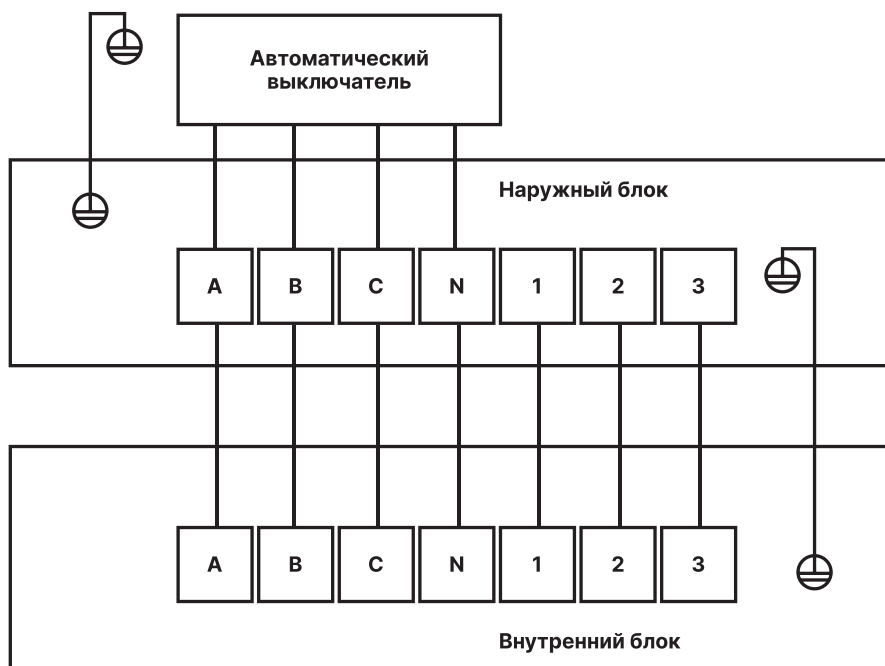 Автоматический
выключатель
Наружный блок
A B C N 1 2 3
A B C N 1 2 3
Внутренний блок